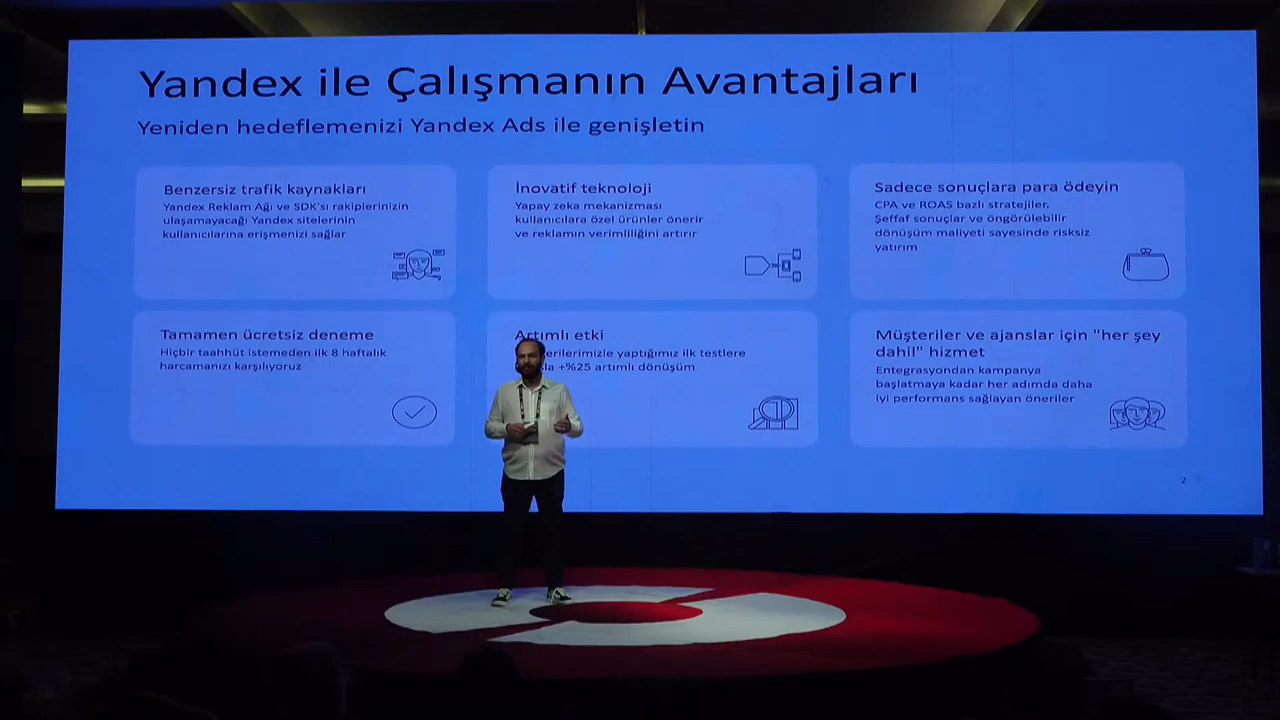 Yandex ile Çalışmanın Avantajları
Yeniden hedeflemenizi Yandex Ads ile genişletin
Benzersiz trafik kaynakları
Yandex Reklam Ağı ve SDK'sı rakiplerinizin
ulaşamayacağı Yandex sitelerinin
kullanıcılarına erişmenizi sağlar
İnovatif teknoloji
Yapay zeka mekanizması
kullanıcılara özel ürünler önerir
ve reklamın verimliliğini artırır
Sadece sonuçlara para ödeyin
CPA ve ROAS bazlı stratejiler.
Şeffaf sonuçlar ve öngörülebilir
dönüşüm maliyeti sayesinde risksiz
yatırım
Tamamen ücretsiz deneme
Hiçbir taahhüt istemeden ilk 8 haftalık
harcamanızı karşılıyoruz
Artımlı etki
yaptığımız ilk testlere
+%25 artımlı dönüşüm
Müşteriler ve ajanslar için "her şey
dahil" hizmet
Entegrasyondan kampanya
başlatmaya kadar her adımda daha
iyi performans sağlayan öneriler
2